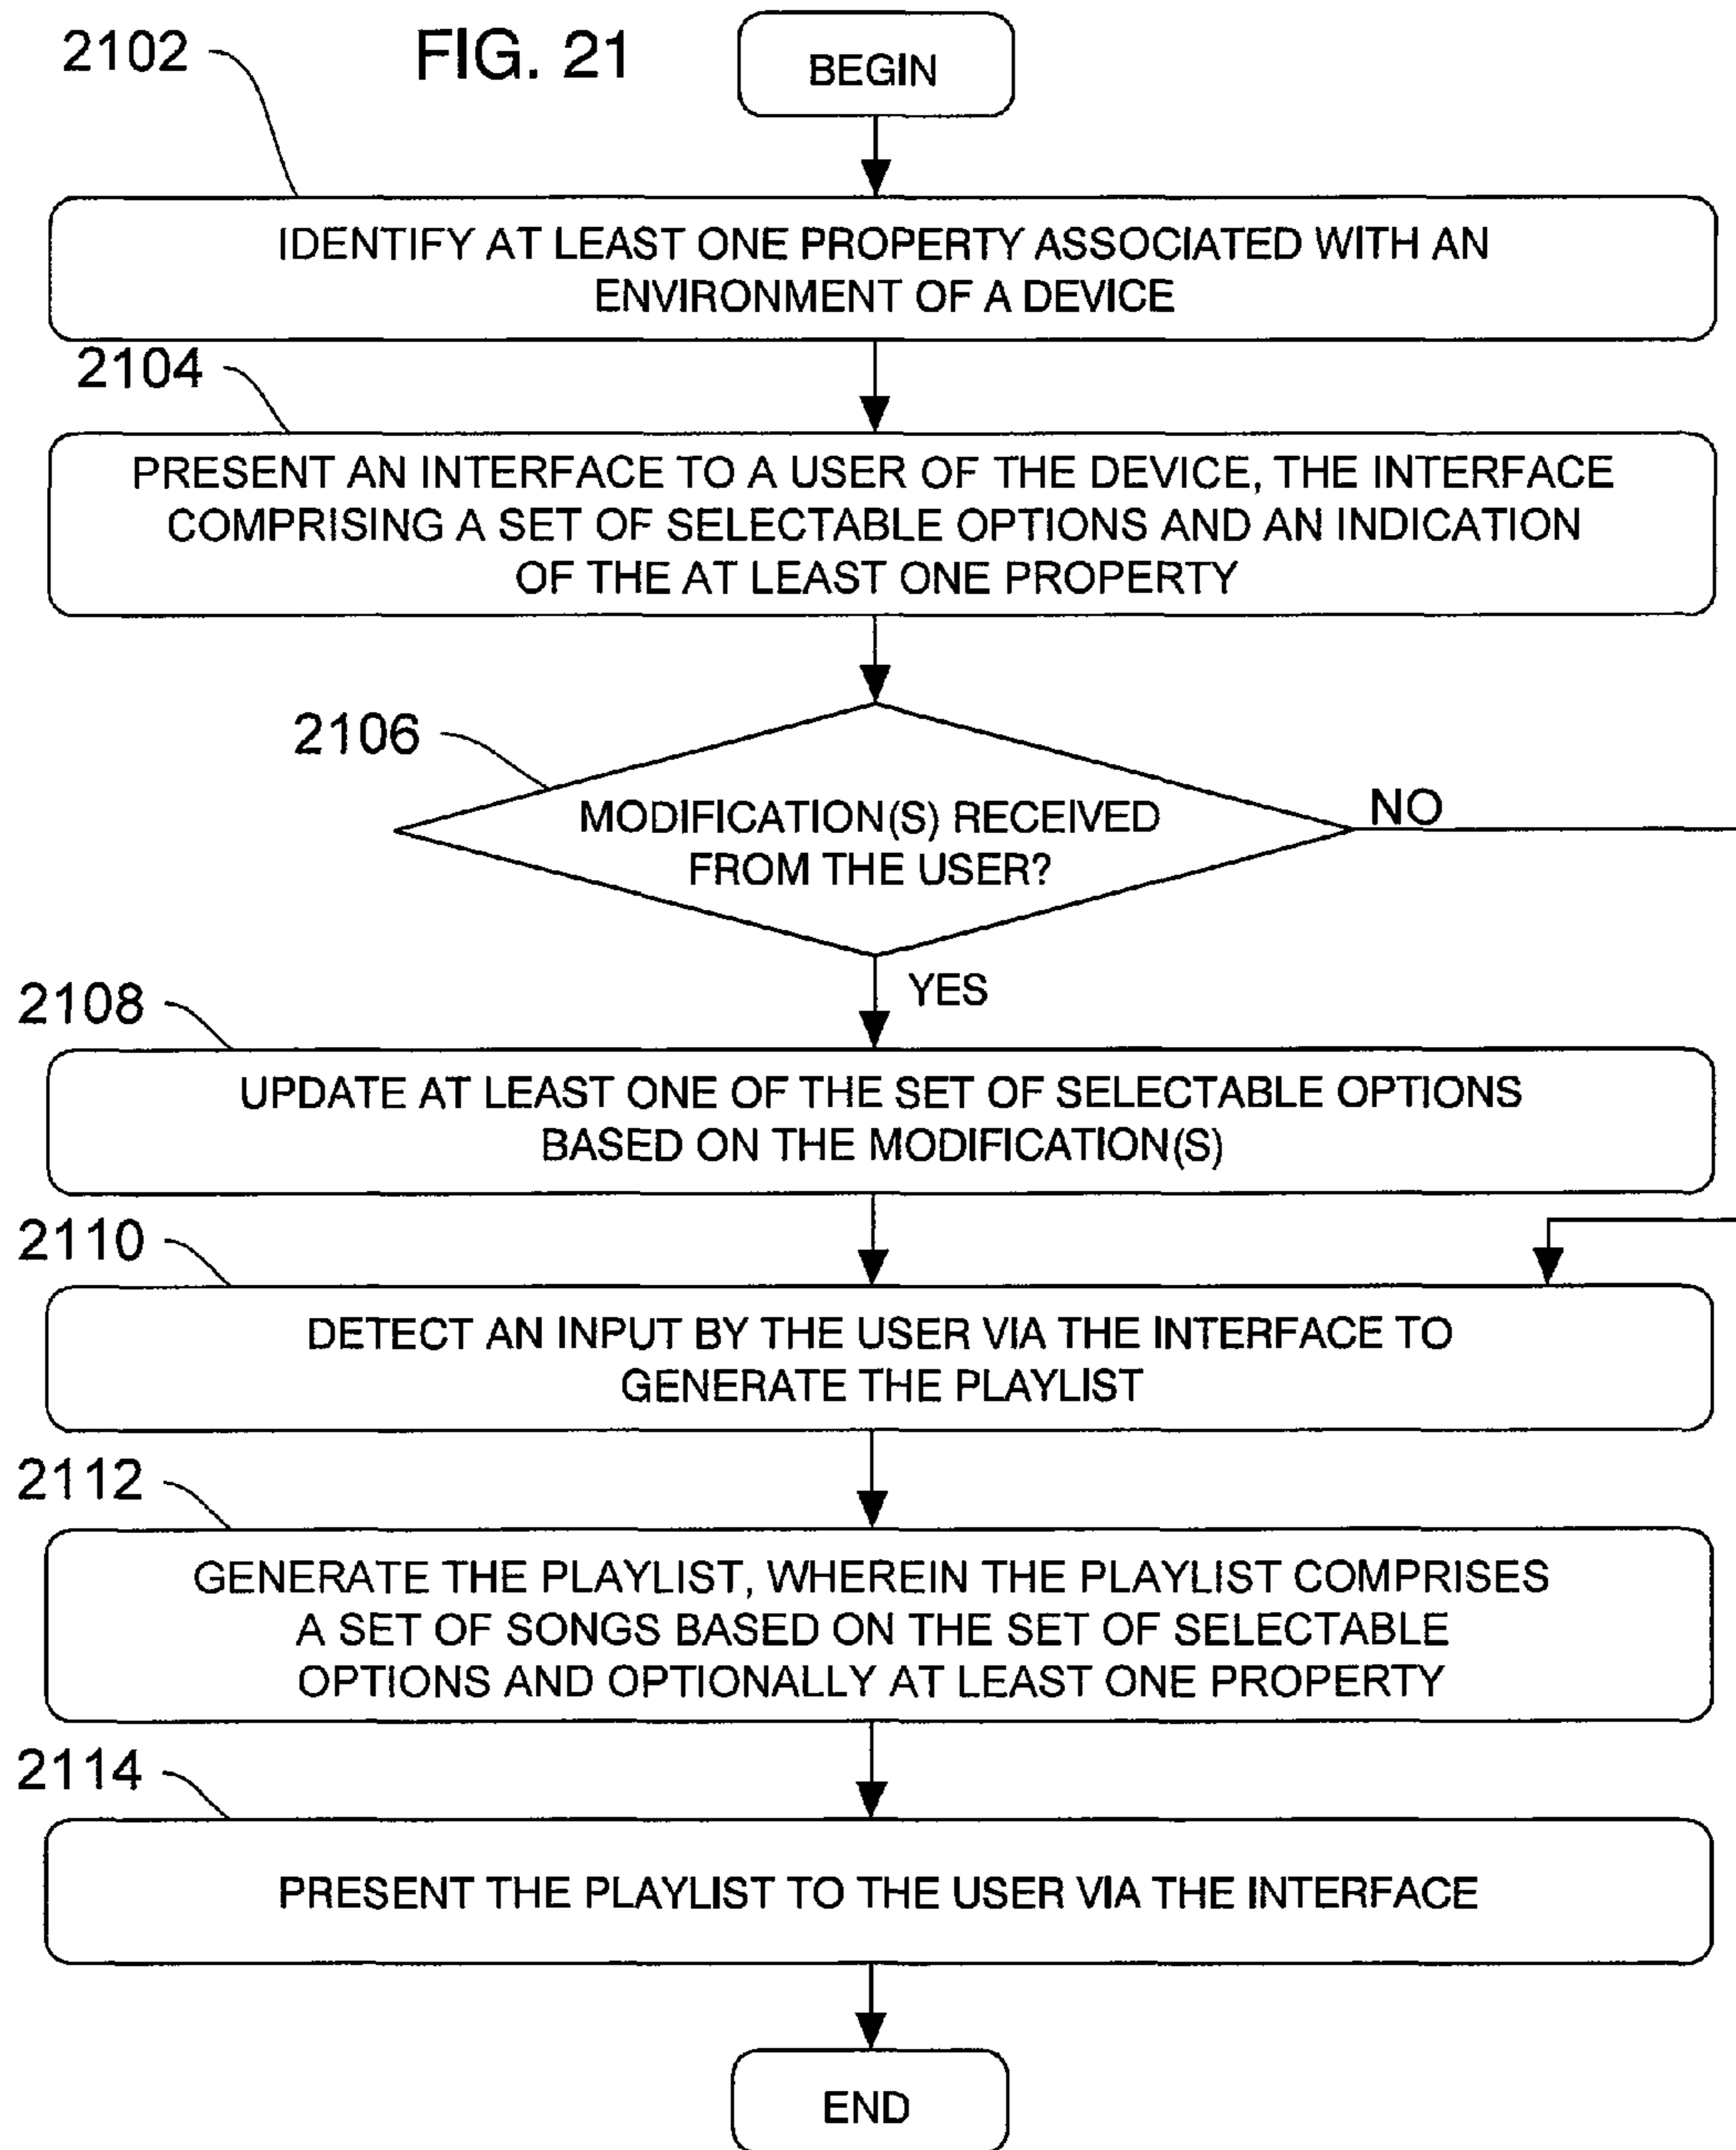 2102
FIG. 21
BEGIN
IDENTIFY AT LEAST ONE PROPERTY ASSOCIATED WITH AN
ENVIRONMENT OF A DEVICE
2104
PRESENT AN INTERFACE TO A USER OF THE DEVICE, THE INTERFACE
COMPRISING A SET OF SELECTABLE OPTIONS AND AN INDICATION
OF THE AT LEAST ONE PROPERTY
2106
MODIFICATION(S) RECEIVED
FROM THE USER?
NO
YES
2108
UPDATE AT LEAST ONE OF THE SET OF SELECTABLE OPTIONS
BASED ON THE MODIFICATION(S)
2110
DETECT AN INPUT BY THE USER VIA THE INTERFACE TO
GENERATE THE PLAYLIST
2112
GENERATE THE PLAYLIST, WHEREIN THE PLAYLIST COMPRISES
A SET OF SONGS BASED ON THE SET OF SELECTABLE
OPTIONS AND OPTIONALLY AT LEAST ONE PROPERTY
2114
PRESENT THE PLAYLIST TO THE USER VIA THE INTERFACE
END